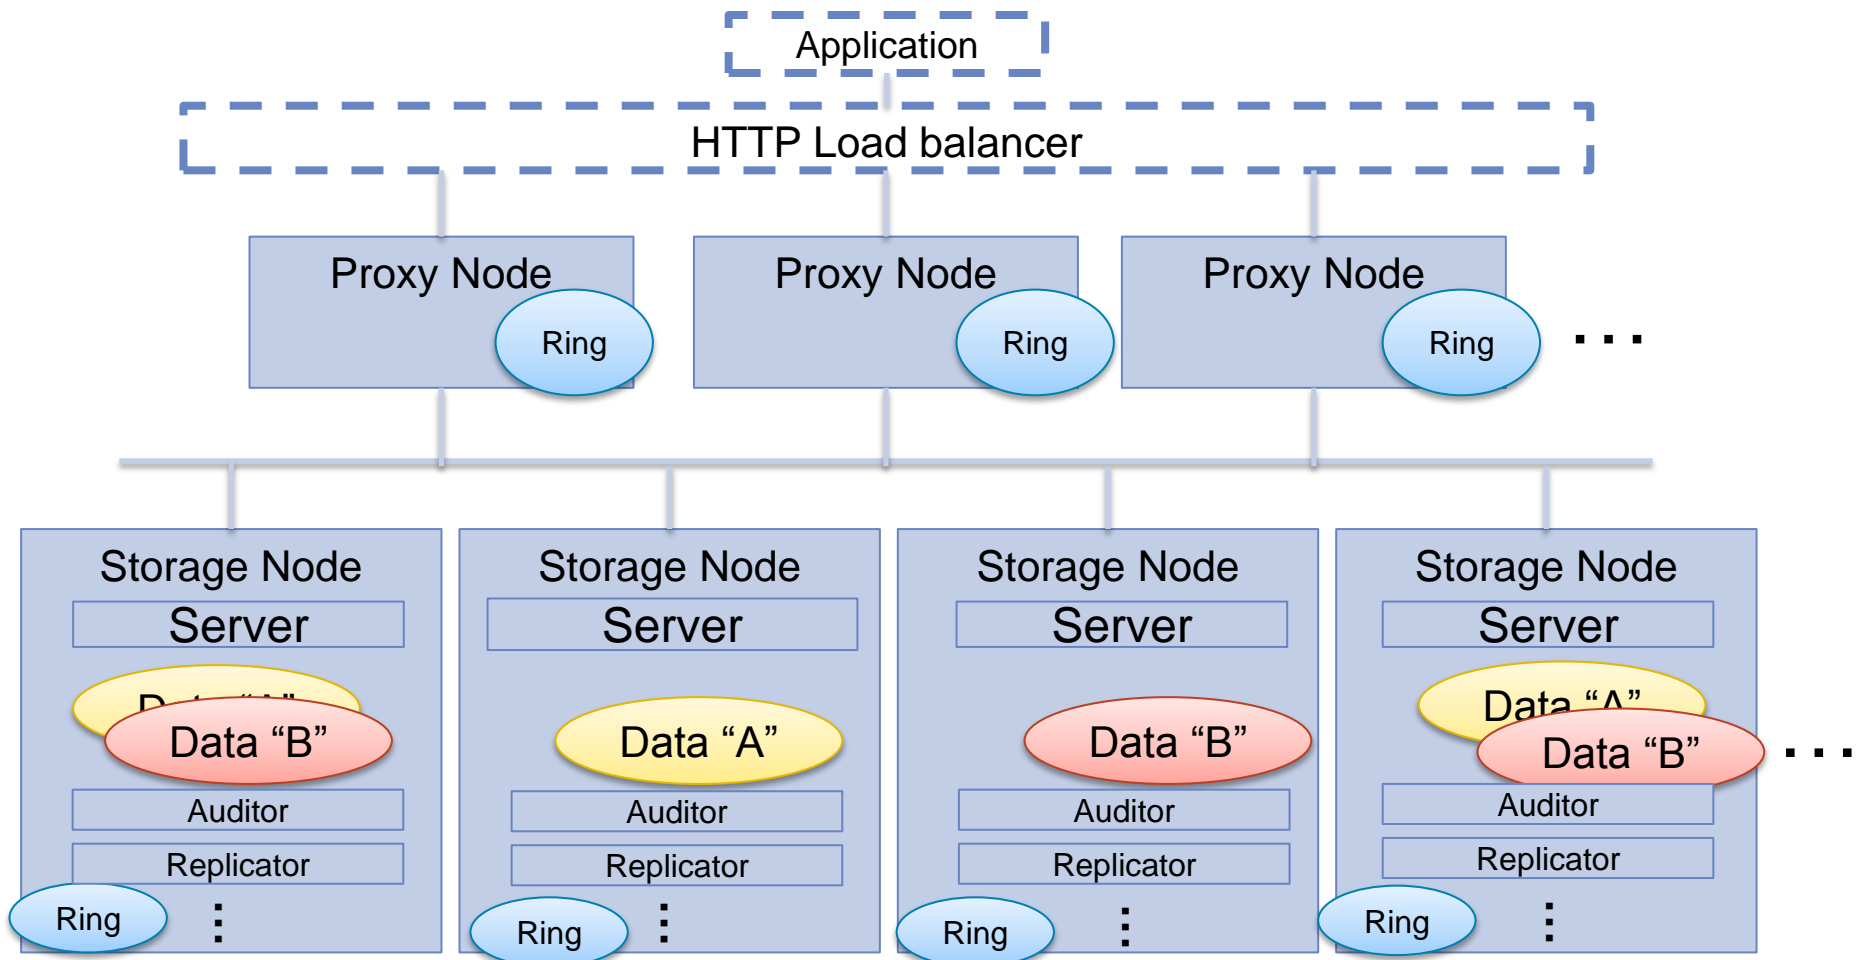 Application
HTTP Load balancer
Proxy Node
Ring
Proxy Node
Ring
Proxy Node
Ring
...
Storage Node
Server
Data “A”
Data “B”
Auditor
Replicator
Ring
...
Storage Node
Server
Data “A”
Auditor
Replicator
Ring
...
Storage Node
Server
Data “B”
Auditor
Replicator
Ring
...
Storage Node
Server
Data “A”
Data “B”
Auditor
Replicator
Ring
...
...